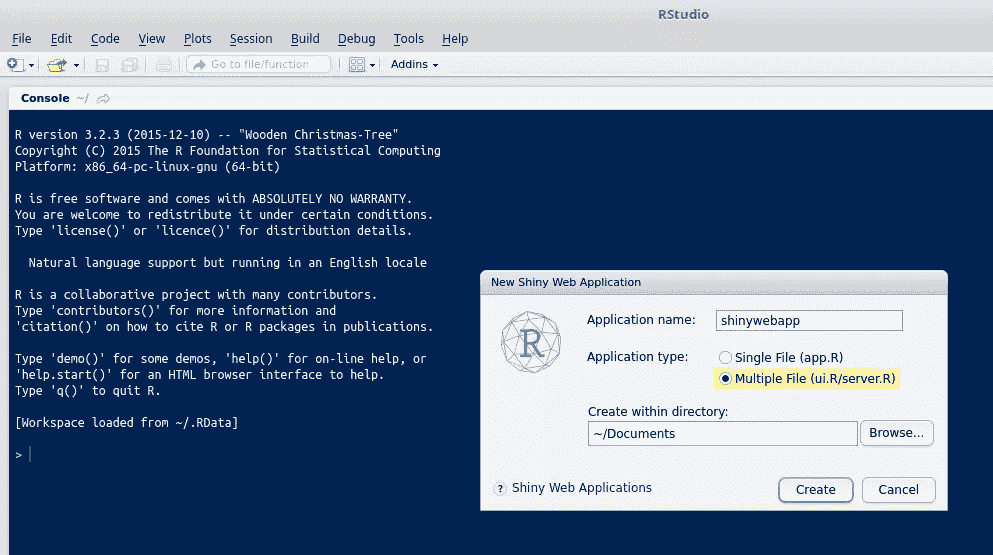 RStudio
File Edit Code View Plots Session Build Debug Tools Help
Go to file/function Addins
Console ~/
R version 3.2.3 (2015-12-10) -- "Wooden Christmas-Tree"
Copyright (C) 2015 The R Foundation for Statistical Computing
Platform: x86_64-pc-linux-gnu (64-bit)
R is free software and comes with ABSOLUTELY NO WARRANTY.
You are welcome to redistribute it under certain conditions.
Type 'license()' or 'licence()' for distribution details.
Natural language support but running in an English locale
R is a collaborative project with many contributors.
Type 'contributors()' for more information and
'citation()' on how to cite R or R packages in publications.
Type 'demo()' for some demos, 'help()' for on-line help, or
'help.start()' for an HTML browser interface to help.
Type 'q()' to quit R.
[Workspace loaded from ~/.RData]
>
New Shiny Web Application
R
Application name: shinywebapp
Application type: Single File (app.R)
Multiple File (ui.R/server.R)
Create within directory:
~/Documents Browse...
? Shiny Web Applications Create Cancel